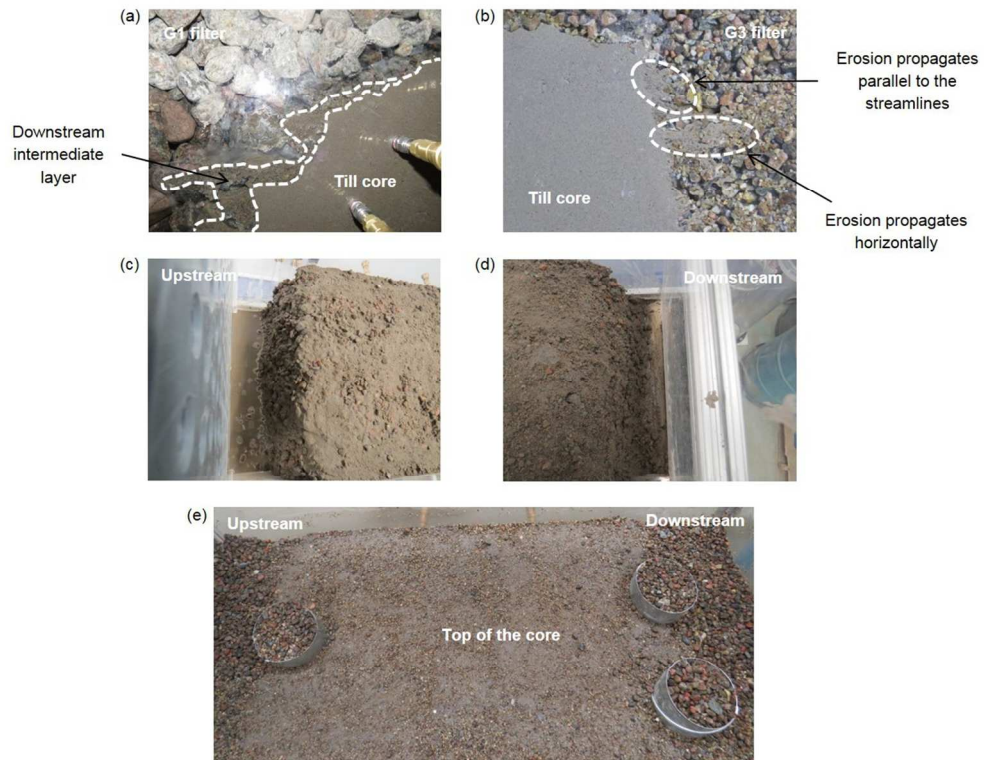 (a)
G1 filter
(b)
G3 filter
Erosion propagates
parallel to the
streamlines
Downstream
intermediate
layer
Till core
Till core
Erosion propagates
horizontally
(c)
Upstream
(d)
Downstream
(e)
Upstream
Downstream
Top of the core